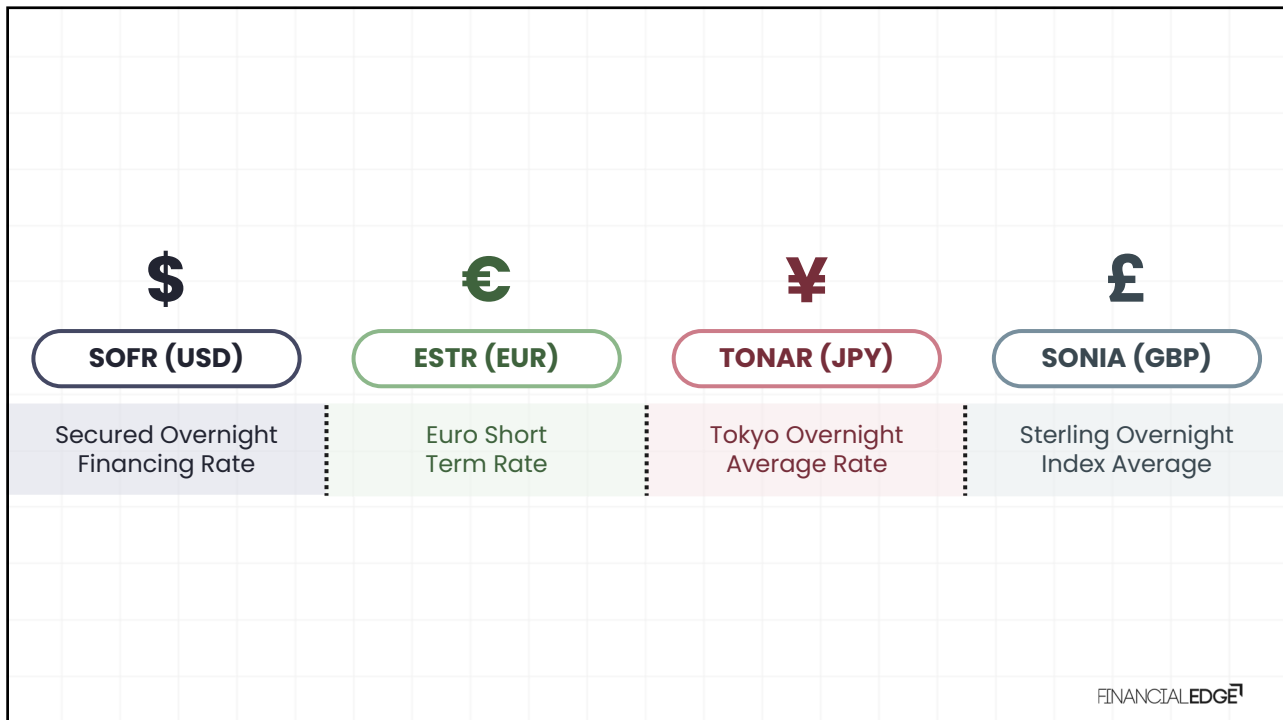 $
€
¥
£
SOFR (USD)
ESTR (EUR)
TONAR (JPY)
SONIA (GBP)
Secured Overnight
Financing Rate
Euro Short
Term Rate
Tokyo Overnight
Average Rate
Sterling Overnight
Index Average
FINANCIALEDGE